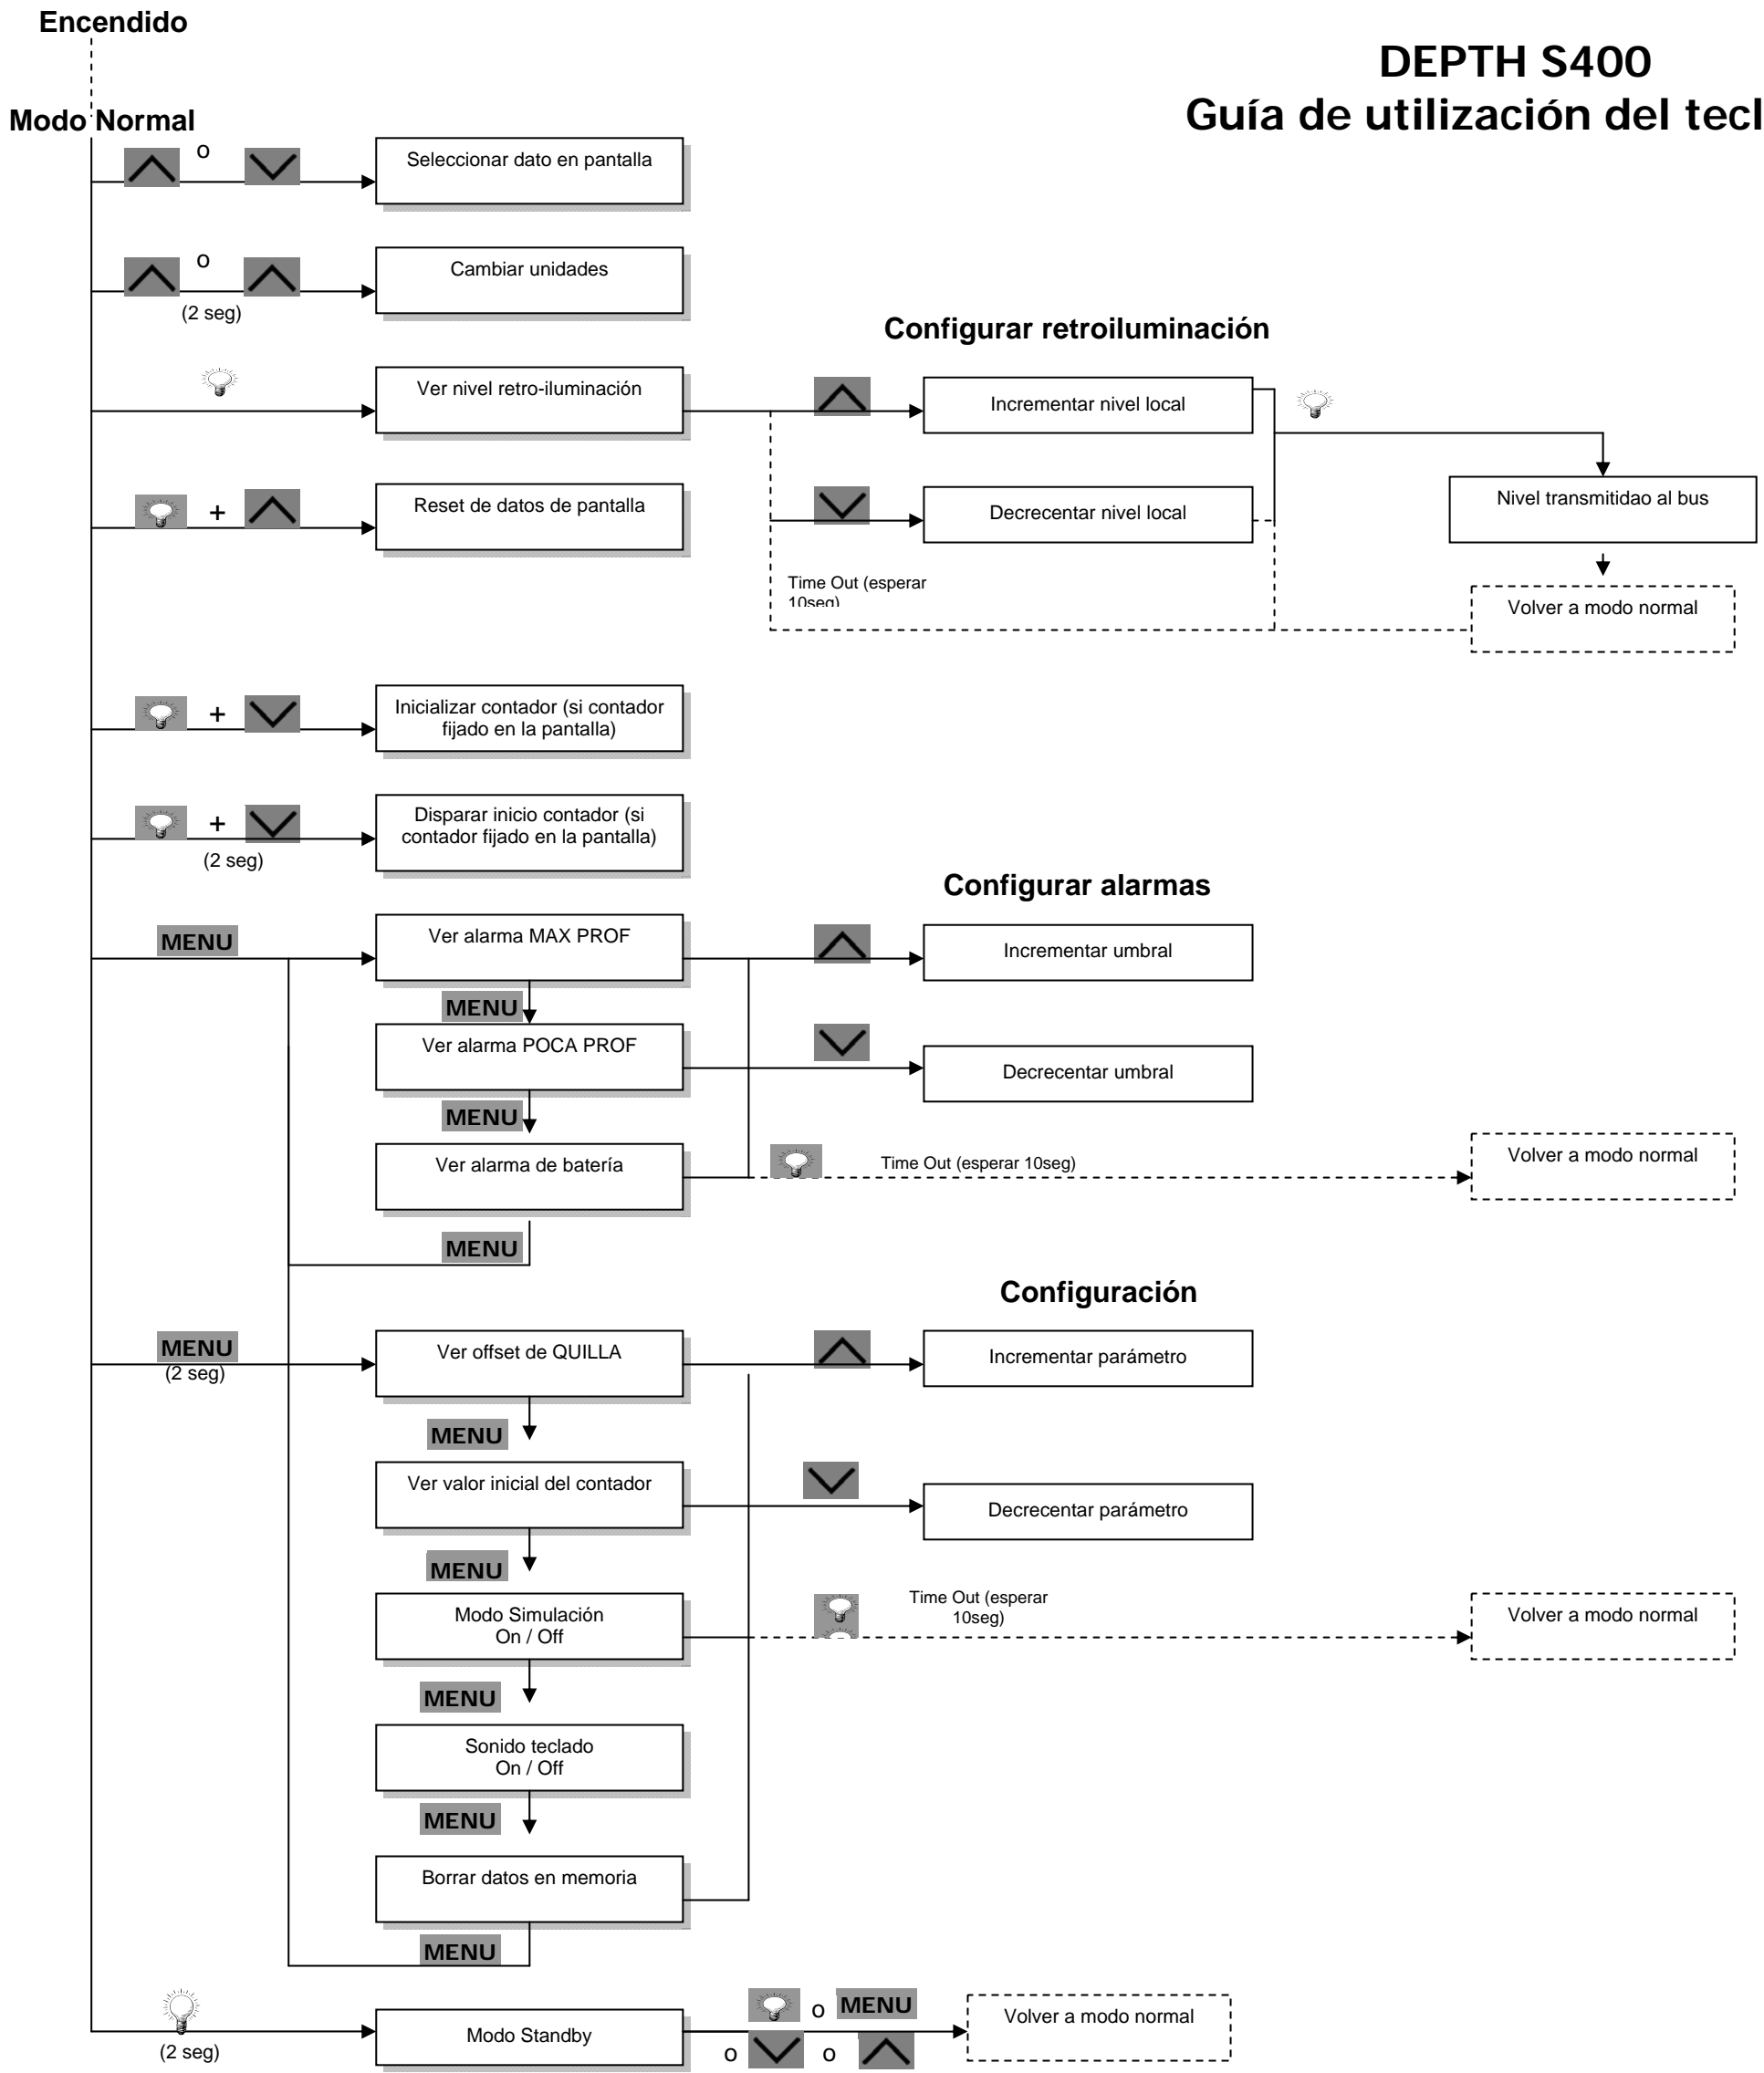 Encendido
DEPTH S400
Guía de utilización del tecl
Modo Normal
o
Seleccionar dato en pantalla
o
(2 seg)
Cambiar unidades
Configurar retroiluminación
Ver nivel retro-iluminación
Incrementar nivel local
+
Reset de datos de pantalla
Decrecentar nivel local
Nivel transmitidao al bus
Time Out (esperar
10seg)
Volver a modo normal
+
Inicializar contador (si contador
fijado en la pantalla)
+
(2 seg)
Disparar inicio contador (si
contador fijado en la pantalla)
Configurar alarmas
MENU
Ver alarma MAX PROF
Incrementar umbral
MENU
Ver alarma POCA PROF
Decrecentar umbral
MENU
Ver alarma de batería
Time Out (esperar 10seg)
Volver a modo normal
MENU
Configuración
MENU
(2 seg)
Ver offset de QUILLA
Incrementar parámetro
MENU
Ver valor inicial del contador
Decrecentar parámetro
MENU
Modo Simulación
On / Off
Time Out (esperar
10seg)
Volver a modo normal
MENU
Sonido teclado
On / Off
MENU
Borrar datos en memoria
MENU
(2 seg)
Modo Standby
o MENU
o o
Volver a modo normal